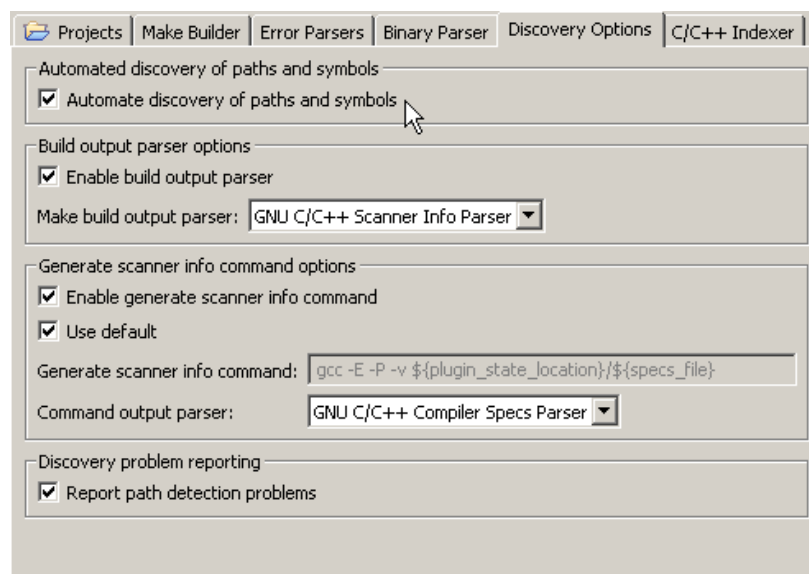 Projects Make Builder Error Parsers Binary Parser Discovery Options C/C++ Indexer
Automated discovery of paths and symbols
Automate discovery of paths and symbols
Build output parser options
Enable build output parser
Make build output parser: GNU C/C++ Scanner Info Parser
Generate scanner info command options
Enable generate scanner info command
Use default
Generate scanner info command: gcc -E -P -v ${plugin_state_location}/${specs_file}
Command output parser: GNU C/C++ Compiler Specs Parser
Discovery problem reporting
Report path detection problems